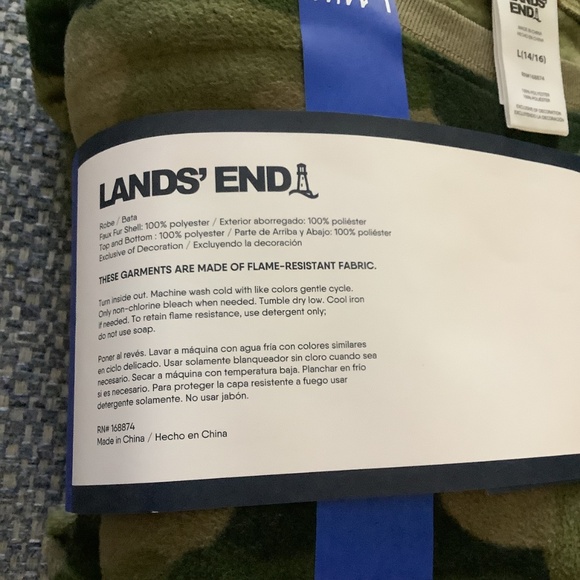 LANDS'
END
L(14/16)
LANDS' END
Robe / Bata
Faux Fur Shell: 100% polyester / Exterior aborregado: 100% poliéster
Top and Bottom : 100% polyester / Parte de Arriba y Abajo: 100% poliéster
Exclusive of Decoration / Excluyendo la decoración
THESE GARMENTS ARE MADE OF FLAME-RESISTANT FABRIC.
Turn inside out. Machine wash cold with like colors gentle cycle.
Only non-chlorine bleach when needed. Tumble dry low. Cool iron
if needed. To retain flame resistance, use detergent only;
do not use soap.
Poner al revés. Lavar a máquina con agua fria con colores similares
en ciclo delicado. Usar solamente blanqueador sin cloro cuando sea
necesario. Secar a máquina con temperatura baja. Planchar en frío
si es necesario. Para proteger la capa resistente a fuego usar
detergente solamente. No usar jabón.
RN# 168874
Made in China / Hecho en China